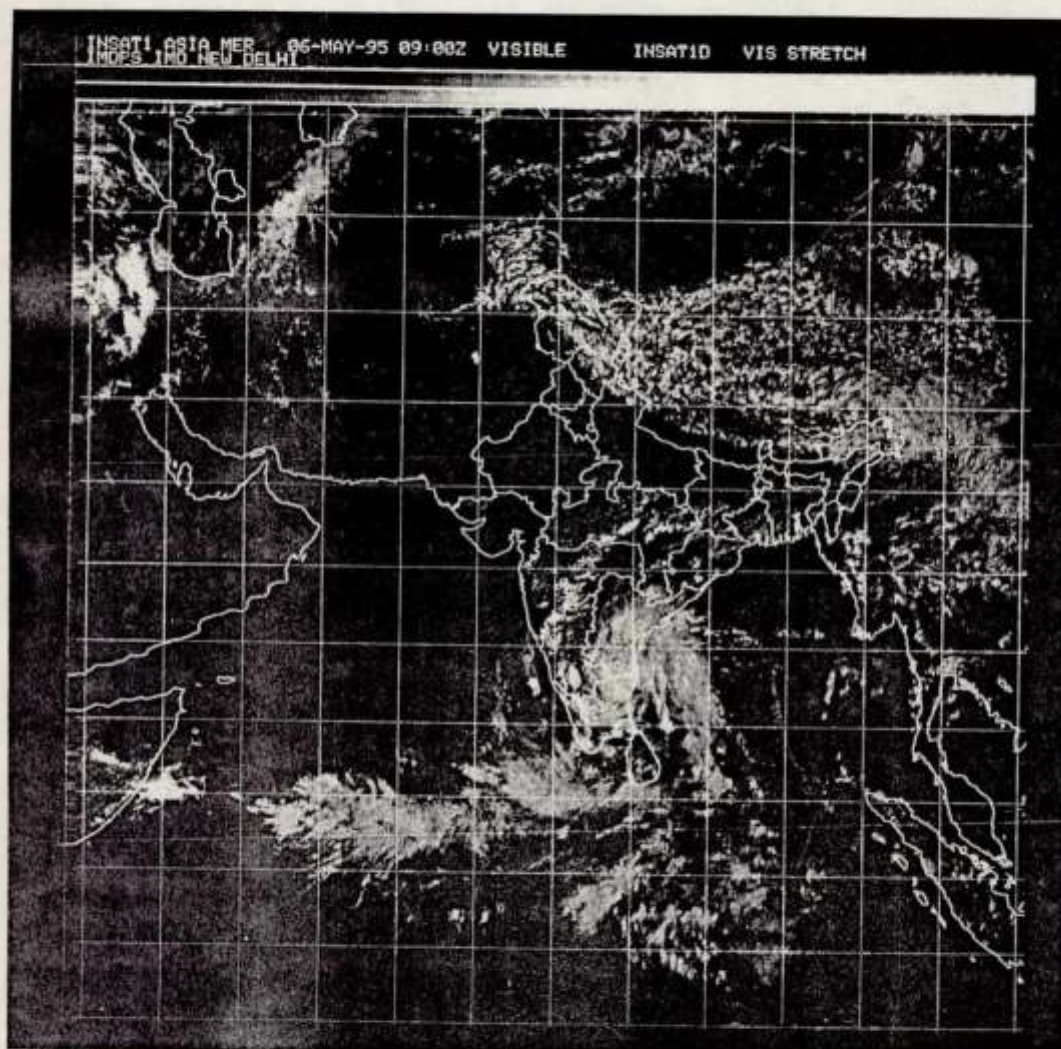 INSAT1 ASIA MER 06-MAY-95 09:00Z VISIBLE INSAT1D VIS STRETCH
IMDPS IMD NEW DELHI